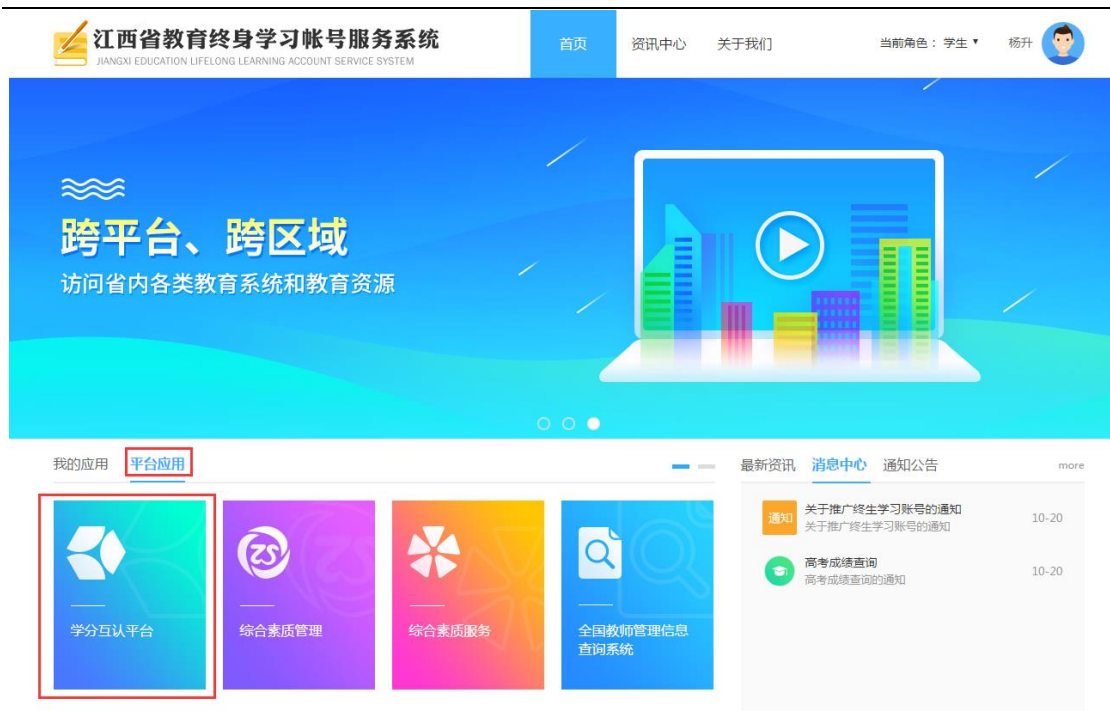 江西省教育终身学习帐号服务系统
JIANGXI EDUCATION LIFELONG LEARNING ACCOUNT SERVICE SYSTEM
首页 资讯中心 关于我们 当前角色：学生▼ 杨升
跨平台、跨区域
访问省内各类教育系统和教育资源
我的应用 平台应用
学分互认平台
ZS
综合素质管理
综合素质服务
全国教师管理信息
查询系统
最新资讯 消息中心 通知公告 more
通知
关于推广终生学习账号的通知
关于推广终生学习账号的通知
10-20
高考成绩查询
高考成绩查询的通知
10-20